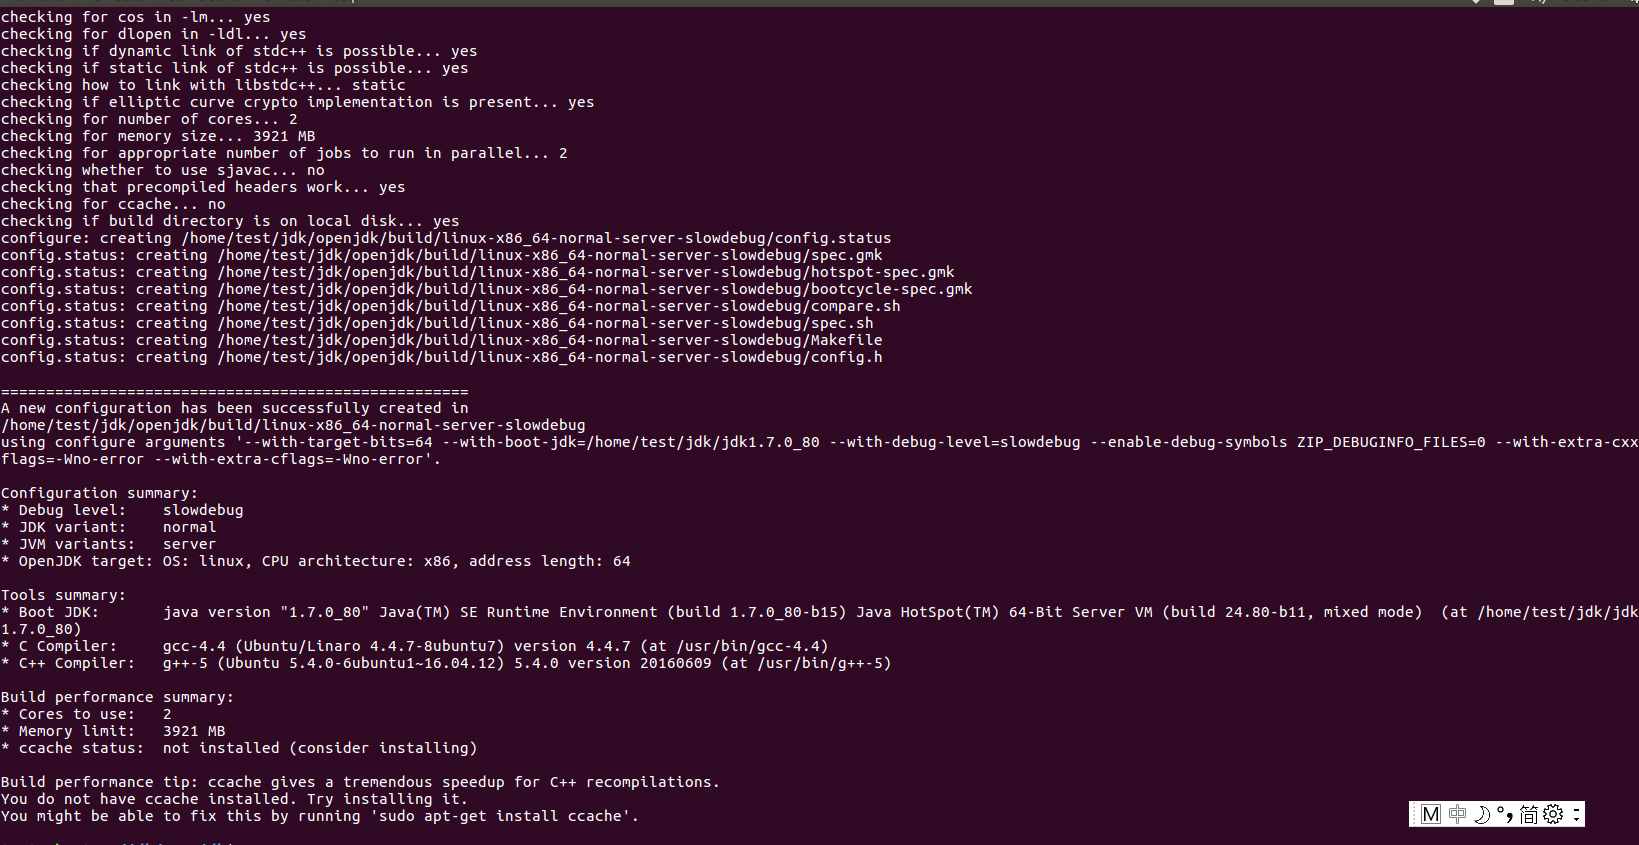 checking for cos in -lm... yes
checking for dlopen in -ldl... yes
checking if dynamic link of stdc++ is possible... yes
checking if static link of stdc++ is possible... yes
checking how to link with libstdc++... static
checking if elliptic curve crypto implementation is present... yes
checking for number of cores... 2
checking for memory size... 3921 MB
checking for appropriate number of jobs to run in parallel... 2
checking whether to use sjavac... no
checking that precompiled headers work... yes
checking for ccache... no
checking if build directory is on local disk... yes
configure: creating /home/test/jdk/openjdk/build/linux-x86_64-normal-server-slowdebug/config.status
config.status: creating /home/test/jdk/openjdk/build/linux-x86_64-normal-server-slowdebug/spec.gmk
config.status: creating /home/test/jdk/openjdk/build/linux-x86_64-normal-server-slowdebug/hotspot-spec.gmk
config.status: creating /home/test/jdk/openjdk/build/linux-x86_64-normal-server-slowdebug/bootcycle-spec.gmk
config.status: creating /home/test/jdk/openjdk/build/linux-x86_64-normal-server-slowdebug/compare.sh
config.status: creating /home/test/jdk/openjdk/build/linux-x86_64-normal-server-slowdebug/spec.sh
config.status: creating /home/test/jdk/openjdk/build/linux-x86_64-normal-server-slowdebug/Makefile
config.status: creating /home/test/jdk/openjdk/build/linux-x86_64-normal-server-slowdebug/config.h
====================================================
A new configuration has been successfully created in
/home/test/jdk/openjdk/build/linux-x86_64-normal-server-slowdebug
using configure arguments '--with-target-bits=64 --with-boot-jdk=/home/test/jdk/jdk1.7.0_80 --with-debug-level=slowdebug --enable-debug-symbols ZIP_DEBUGINFO_FILES=0 --with-extra-cxx
flags=-Wno-error --with-extra-cflags=-Wno-error'.
Configuration summary:
* Debug level:    slowdebug
* JDK variant:    normal
* JVM variants:   server
* OpenJDK target: OS: linux, CPU architecture: x86, address length: 64
Tools summary:
* Boot JDK:       java version "1.7.0_80" Java(TM) SE Runtime Environment (build 1.7.0_80-b15) Java HotSpot(TM) 64-Bit Server VM (build 24.80-b11, mixed mode)  (at /home/test/jdk/jdk
1.7.0_80)
* C Compiler:     gcc-4.4 (Ubuntu/Linaro 4.4.7-8ubuntu7) version 4.4.7 (at /usr/bin/gcc-4.4)
* C++ Compiler:   g++-5 (Ubuntu 5.4.0-6ubuntu1~16.04.12) 5.4.0 version 20160609 (at /usr/bin/g++-5)
Build performance summary:
* Cores to use:   2
* Memory limit:   3921 MB
* ccache status:  not installed (consider installing)
Build performance tip: ccache gives a tremendous speedup for C++ recompilations.
You do not have ccache installed. Try installing it.
You might be able to fix this by running 'sudo apt-get install ccache'.
M 中 简